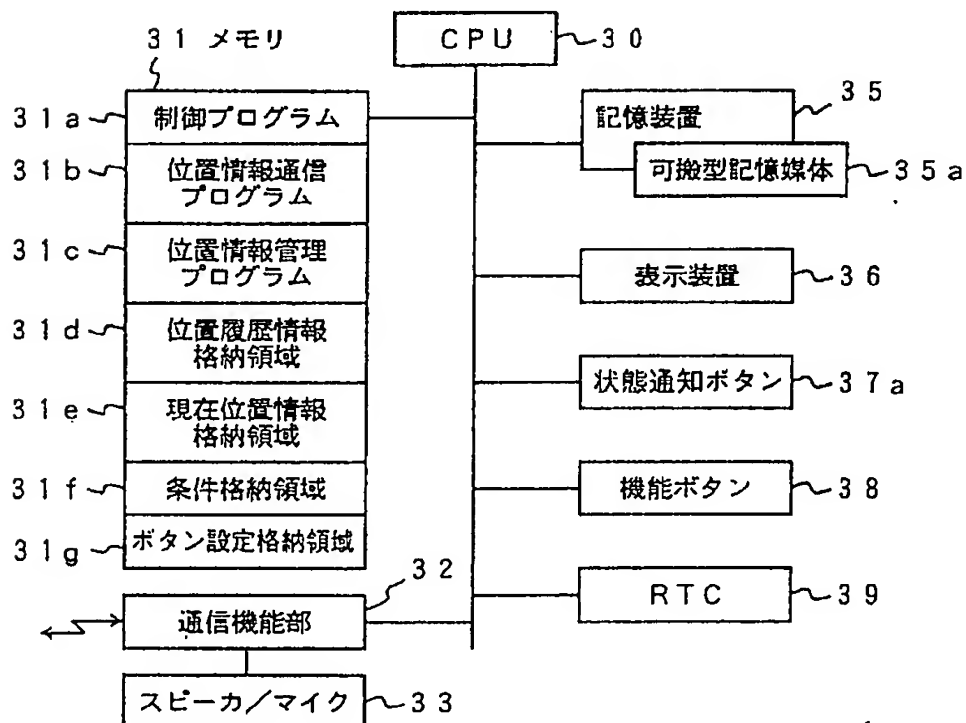 CPU
30
31 メモリ
31a
制御プログラム
31b
位置情報通信
プログラム
31c
位置情報管理
プログラム
31d
位置履歴情報
格納領域
31e
現在位置情報
格納領域
31f
条件格納領域
31g
ボタン設定格納領域
32
通信機能部
スピーカ/マイク
33
35
記憶装置
可搬型記憶媒体
35a
表示装置
36
状態通知ボタン
37a
機能ボタン
38
RTC
39